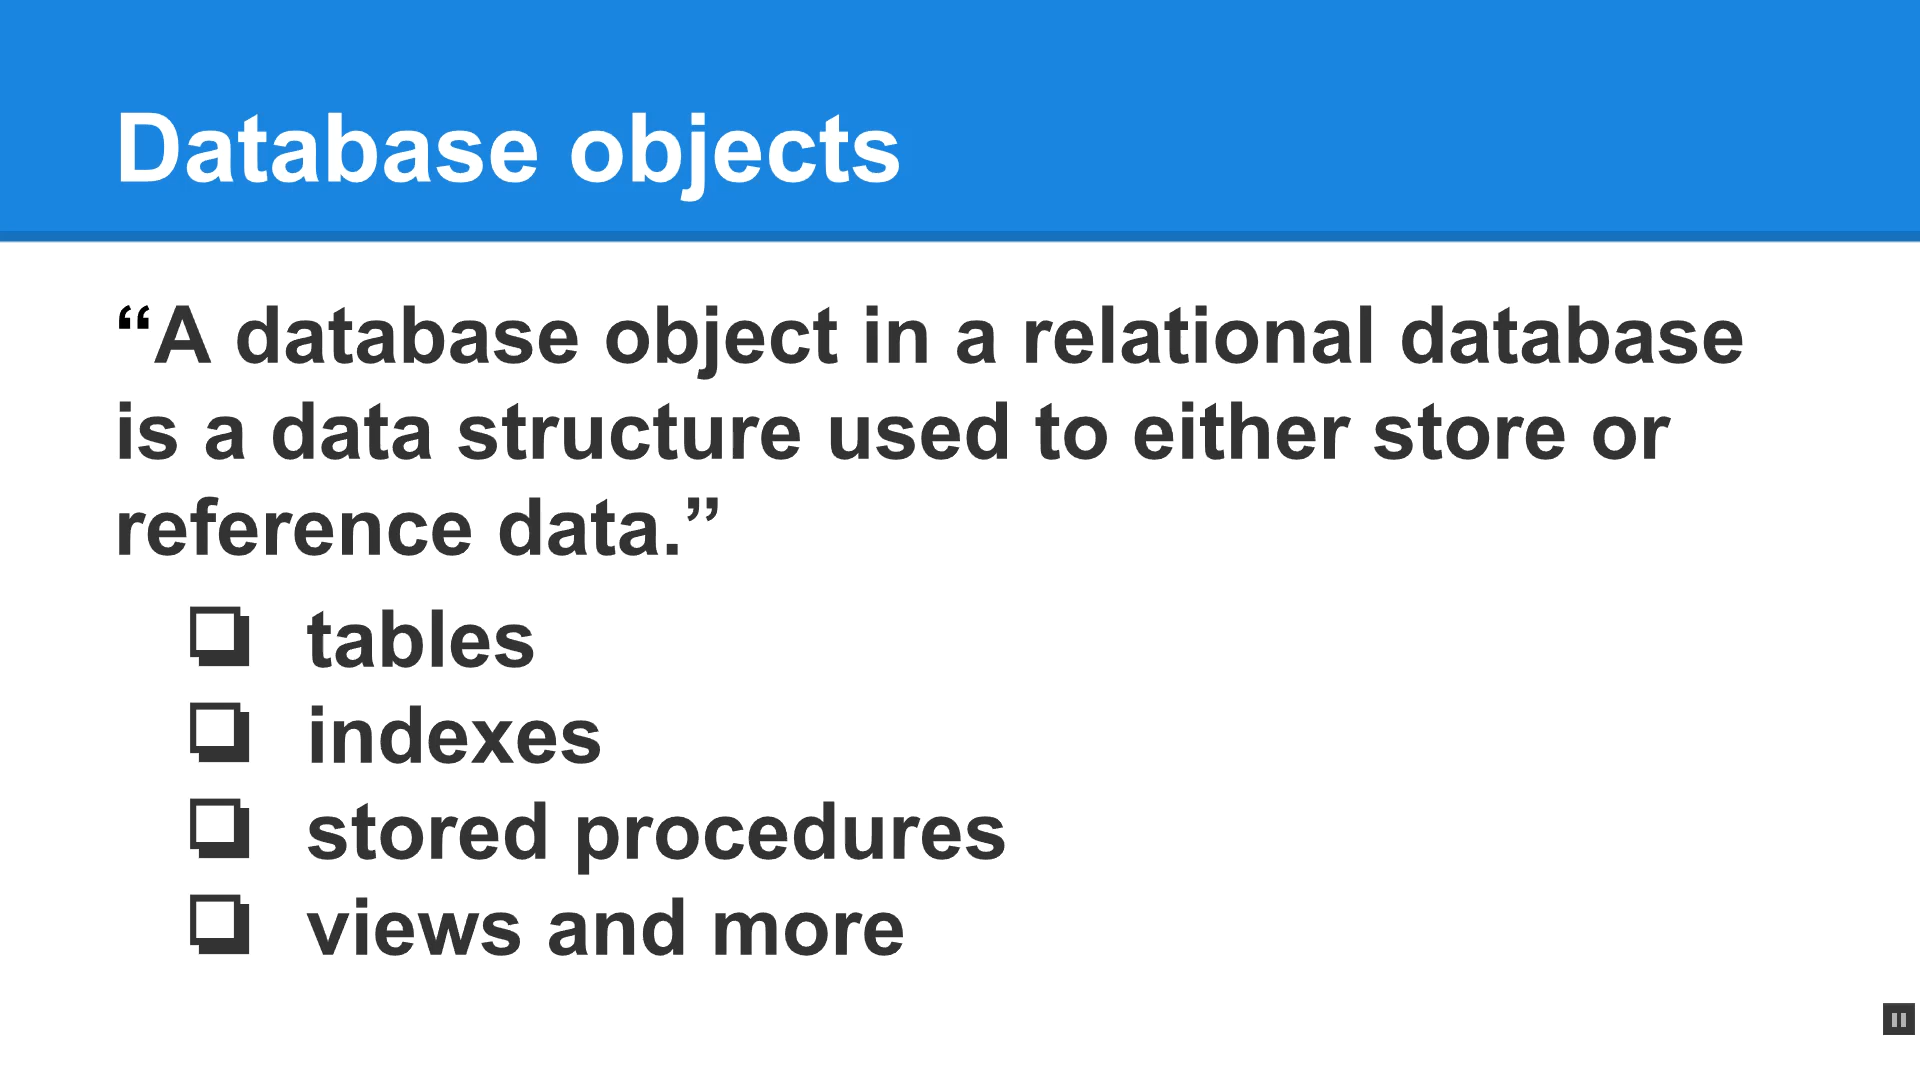 Database objects
“A database object in a relational database
is a data structure used to either store or
reference data.”
❏ tables
❏ indexes
❏ stored procedures
❏ views and more